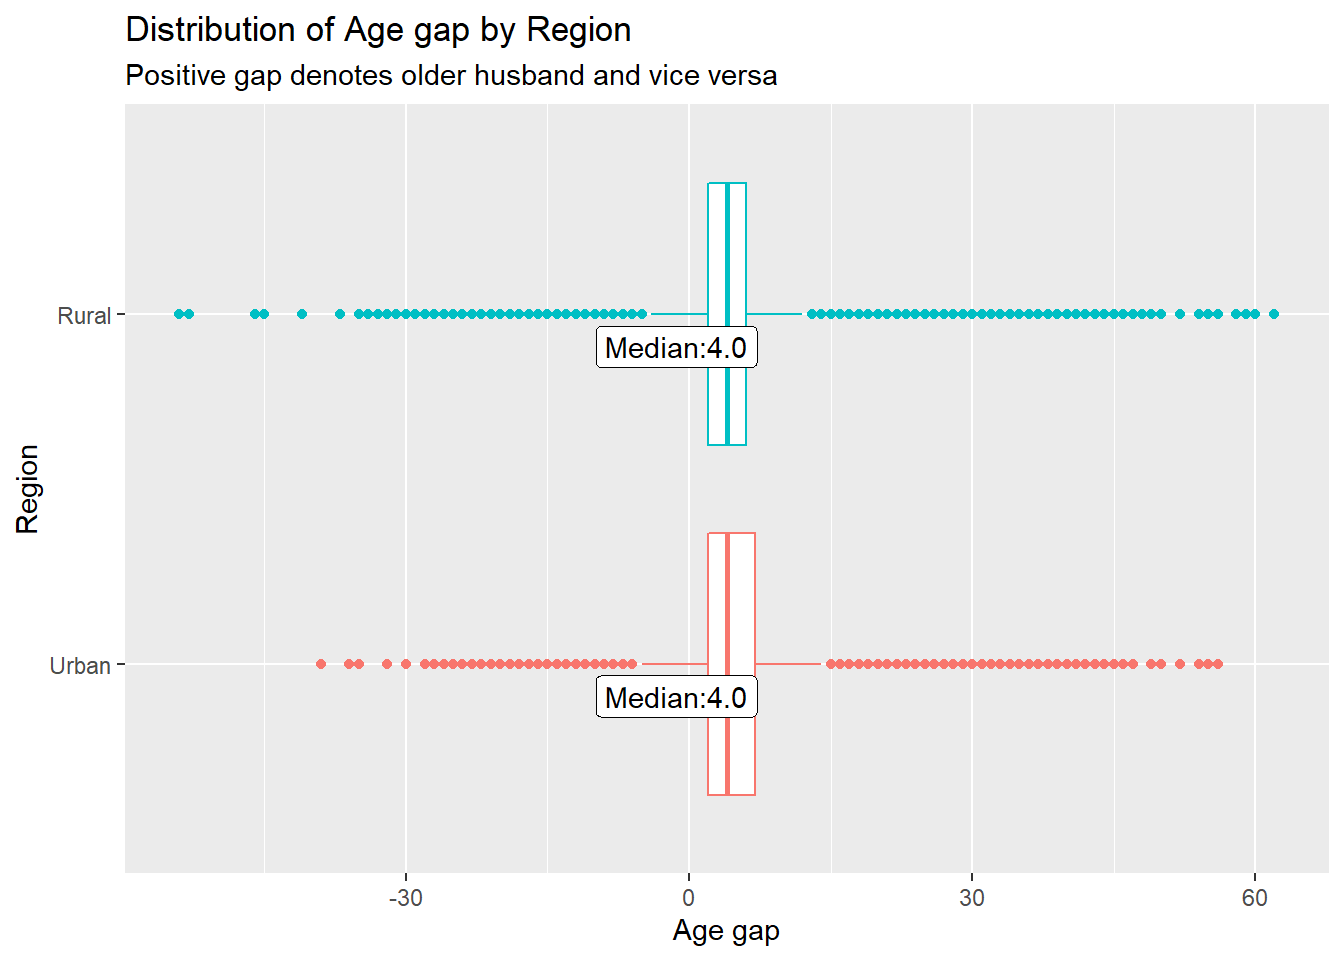 Distribution of Age gap by Region
Positive gap denotes older husband and vice versa
Region
Rural
Median:4.0
Urban
Median:4.0
-30 0 30 60
Age gap